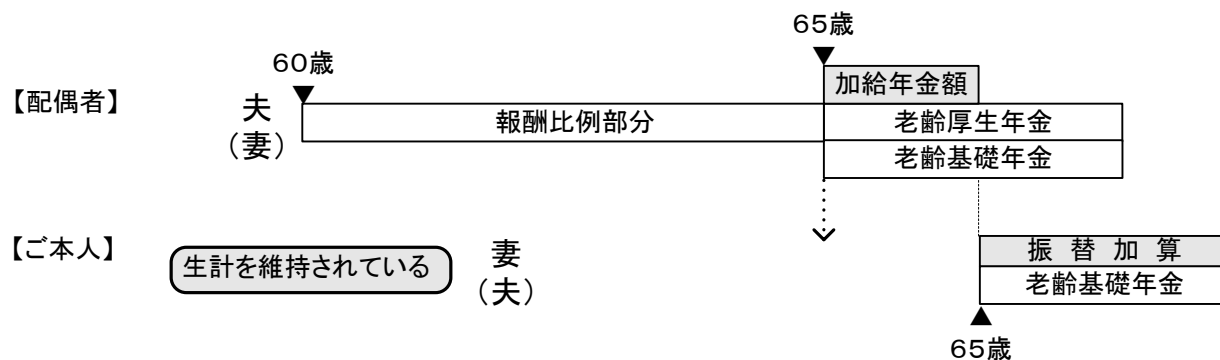 65歳
60歳
加給年金額
【配偶者】
夫
(妻)
報酬比例部分
老齢厚生年金
老齢基礎年金
【ご本人】
生計を維持されている
妻
(夫)
振替加算
老齢基礎年金
65歳